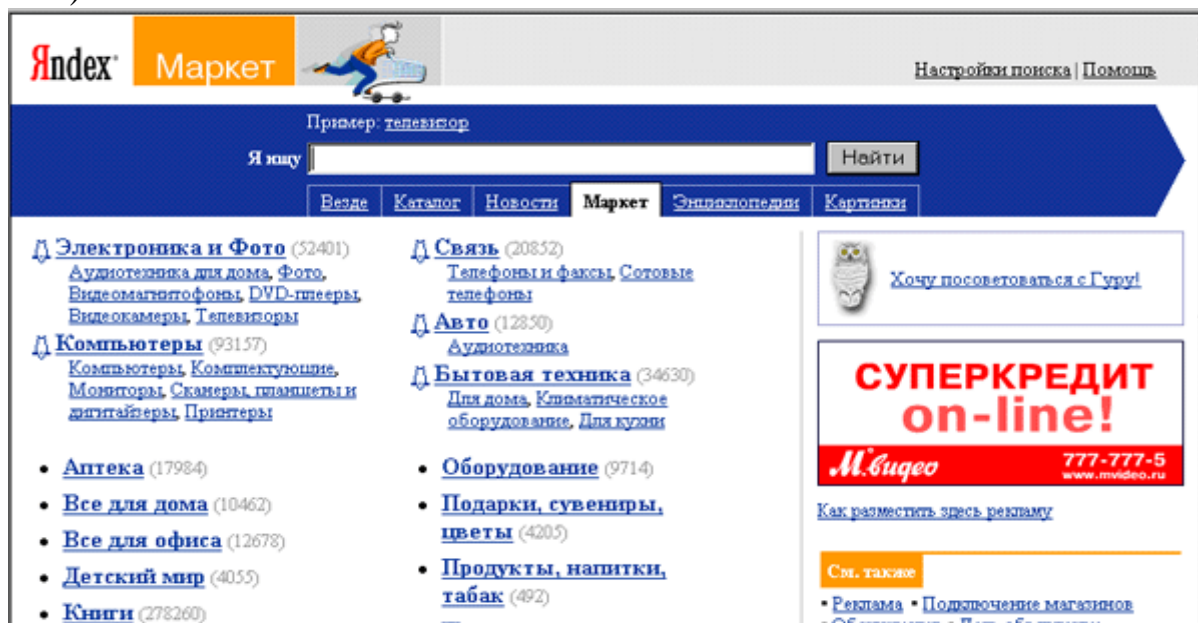 Яndex Маркет
Настройки поиска | Помощь
Пример: телевизор
Я ищу Найти
Везде Каталог Новости Маркет Энциклопедии Картинки
Электроника и Фото (52401)
Аудиотехника для дома, Фото,
Видеомагнитофоны, DVD-плееры,
Видеокамеры, Телевизоры
Компьютеры (93157)
Компьютеры, Комплектующие,
Мониторы, Сканеры, планшеты и
дигитайзеры, Принтеры
• Аптека (17984)
• Все для дома (10462)
• Все для офиса (12678)
• Детский мир (4055)
• Книги (278260)
Связь (20852)
Телефоны и факсы, Сотовые
телефоны
Авто (12850)
Аудиотехника
Бытовая техника (34630)
Для дома, Климатическое
оборудование, Для кухни
• Оборудование (9714)
• Подарки, сувениры,
цветы (4205)
• Продукты, напитки,
табак (492)
Хочу посоветоваться с Гуру!
СУПЕРКРЕДИТ
on-line!
М.видео 777-777-5
www.mvideo.ru
Как разместить здесь рекламу
См. также
• Реклама • Подключение магазинов